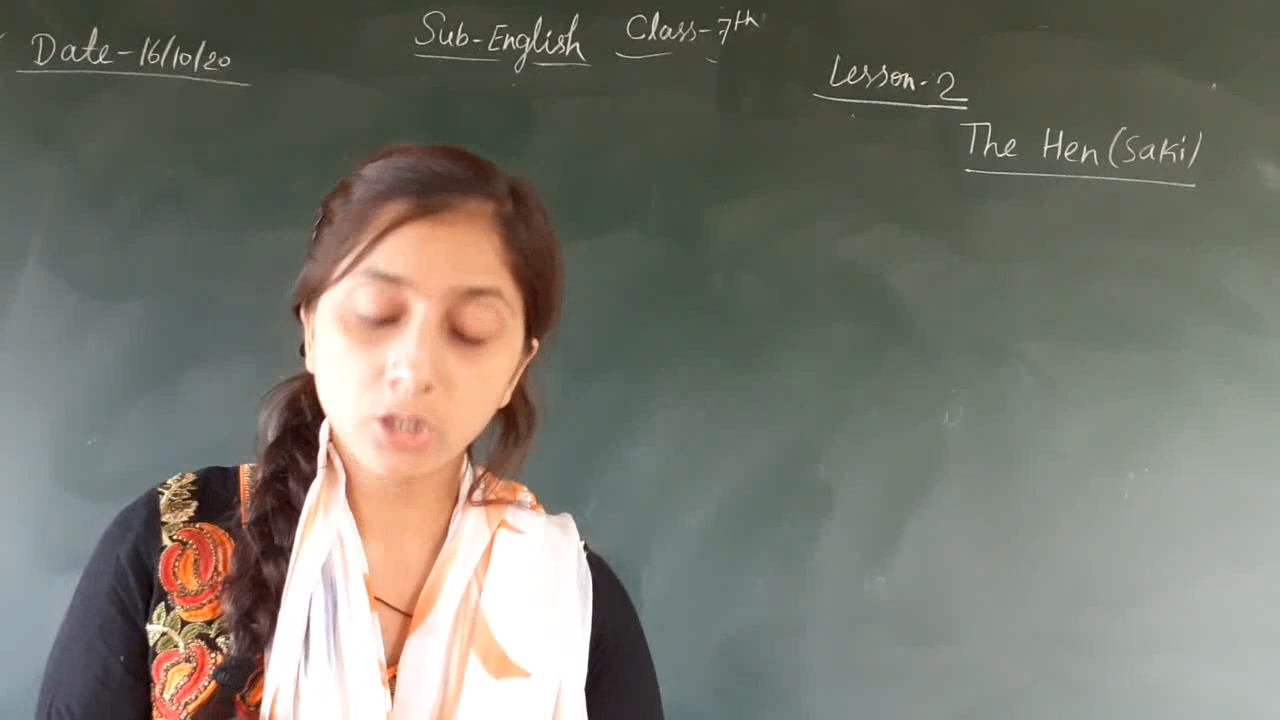 Date-16/10/20
Sub-English Class-7th
Lesson-2
The Hen (Saki)